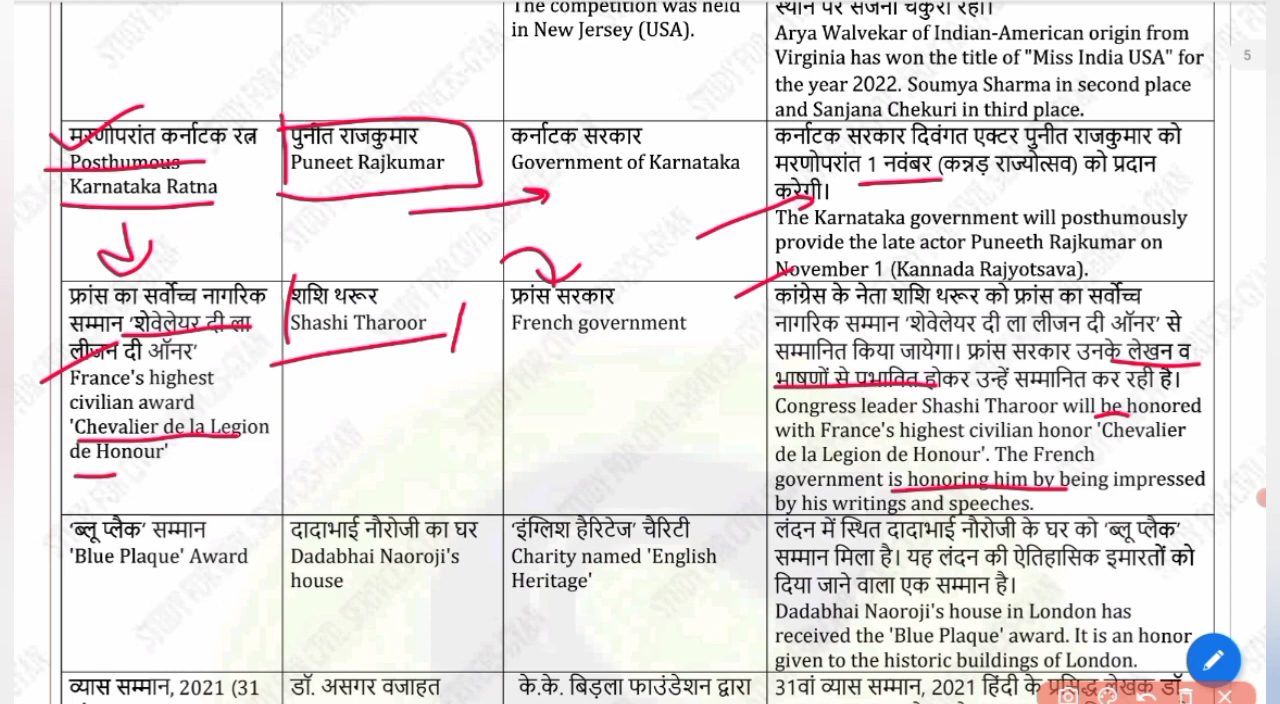 The competition was held
in New Jersey (USA).
स्थान पर संजना चेकुरी रहीं।
Arya Walvekar of Indian-American origin from
Virginia has won the title of "Miss India USA" for
the year 2022. Soumya Sharma in second place
and Sanjana Chekuri in third place.
5
मरणोपरांत कर्नाटक रत्न
Posthumous
Karnataka Ratna
पुनीत राजकुमार
Puneet Rajkumar
कर्नाटक सरकार
Government of Karnataka
कर्नाटक सरकार दिवंगत एक्टर पुनीत राजकुमार को
मरणोपरांत 1 नवंबर (कन्नड़ राज्योत्सव) को प्रदान
करेगी।
The Karnataka government will posthumously
provide the late actor Puneeth Rajkumar on
November 1 (Kannada Rajyotsava).
फ्रांस का सर्वोच्च नागरिक
सम्मान 'शेवेलेयर दी ला
लीजन दी ऑनर'
France's highest
civilian award
'Chevalier de la Legion
de Honour'
शशि थरूर
Shashi Tharoor
फ्रांस सरकार
French government
कांग्रेस के नेता शशि थरूर को फ्रांस का सर्वोच्च
नागरिक सम्मान 'शेवेलेयर दी ला लीजन दी ऑनर' से
सम्मानित किया जायेगा। फ्रांस सरकार उनके लेखन व
भाषणों से प्रभावित होकर उन्हें सम्मानित कर रही है।
Congress leader Shashi Tharoor will be honored
with France's highest civilian honor 'Chevalier
de la Legion de Honour'. The French
government is honoring him by being impressed
by his writings and speeches.
'ब्लू प्लैक' सम्मान
'Blue Plaque' Award
दादाभाई नौरोजी का घर
Dadabhai Naoroji's
house
'इंग्लिश हैरिटेज' चैरिटी
Charity named 'English
Heritage'
लंदन में स्थित दादाभाई नौरोजी के घर को 'ब्लू प्लैक'
सम्मान मिला है। यह लंदन की ऐतिहासिक इमारतों को
दिया जाने वाला एक सम्मान है।
Dadabhai Naoroji's house in London has
received the 'Blue Plaque' award. It is an honor
given to the historic buildings of London.
व्यास सम्मान, 2021 (31
डॉ. असगर वजाहत
के.के. बिड़ला फाउंडेशन द्वारा
31वां व्यास सम्मान, 2021 हिंदी के प्रसिद्ध लेखक डॉ.